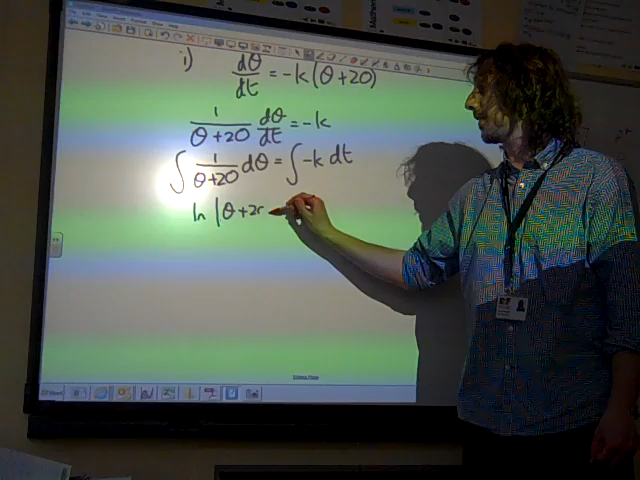 i) dθ/dt = -k(θ+20)
1/(θ+20) dθ/dt = -k
∫ 1/(θ+20) dθ = ∫ -k dt
ln |θ+2